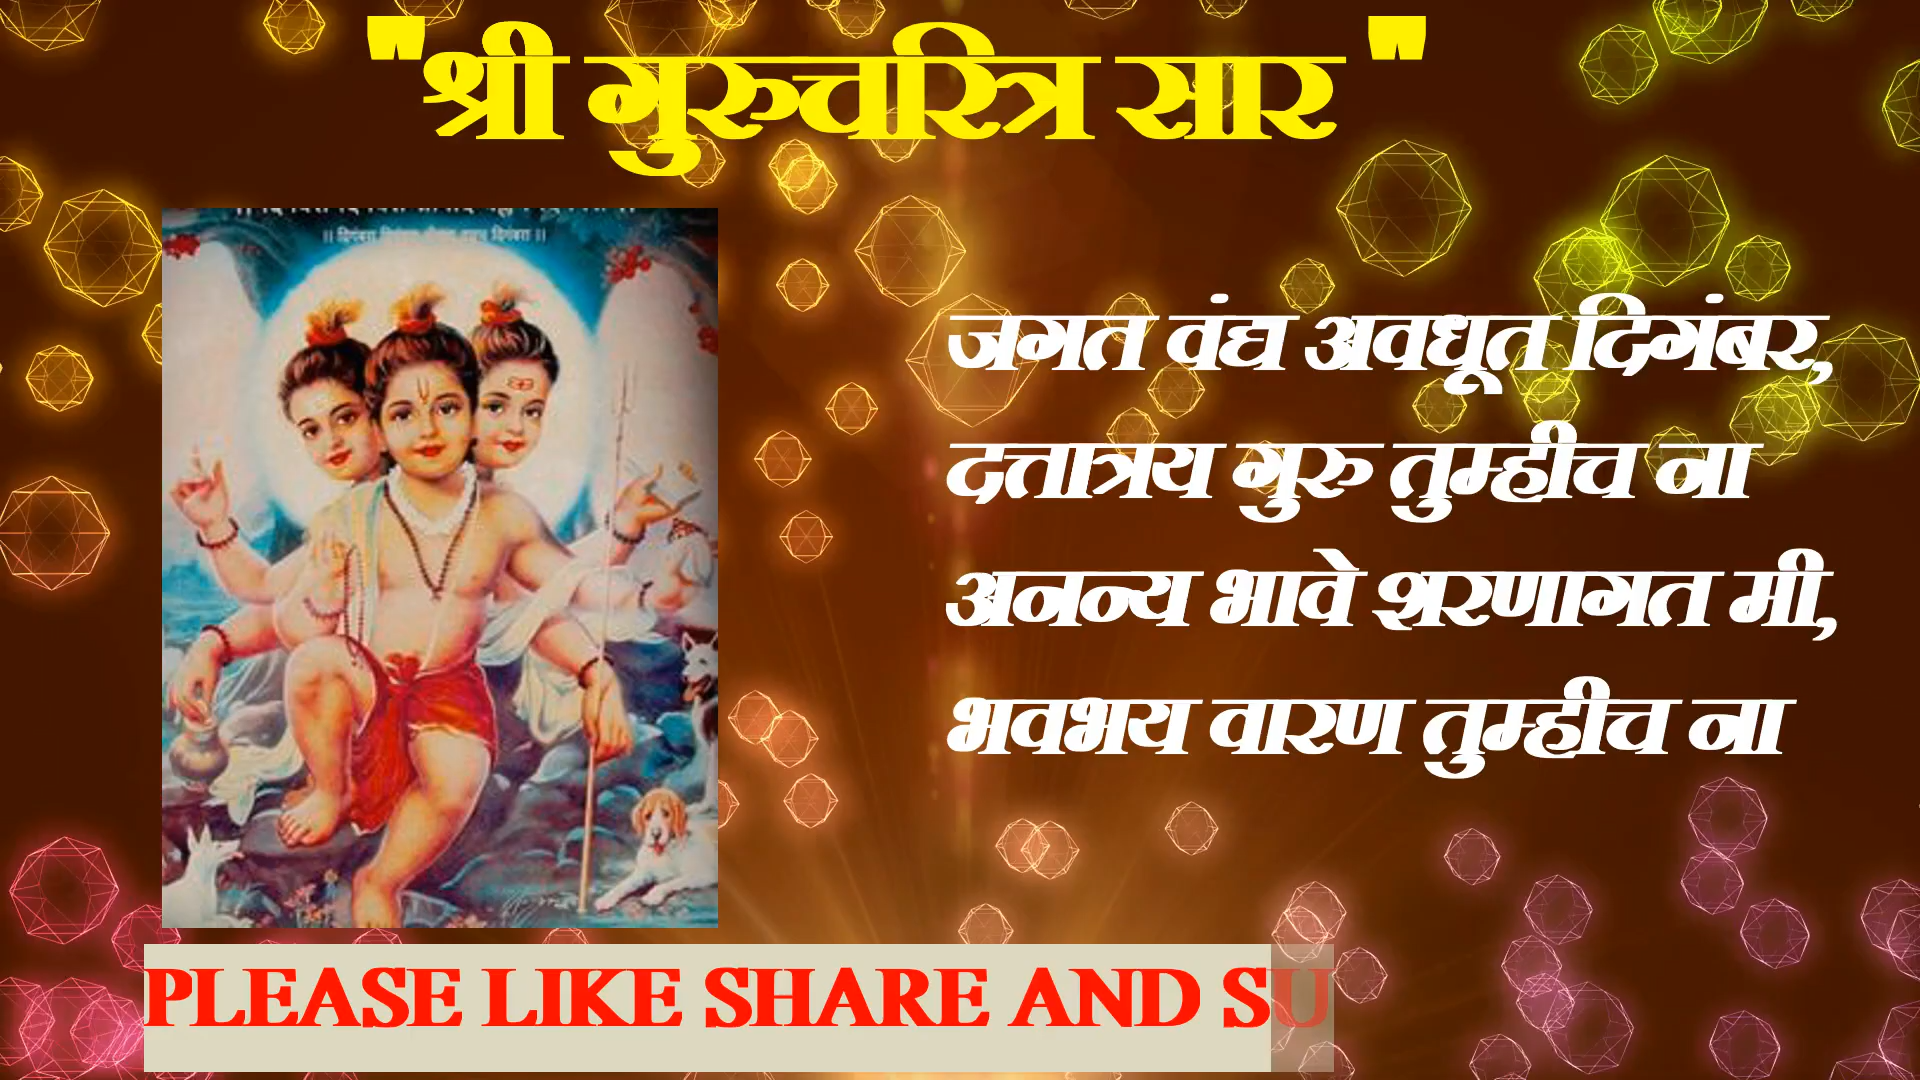 "श्री गुरुचरित्र सार "
जगत वंद्य अवधूत दिगंबर,
दत्तात्रय गुरु तुम्हीच ना
अनन्य भावे शरणागत मी,
भवभय वारण तुम्हीच ना
PLEASE LIKE SHARE AND SU